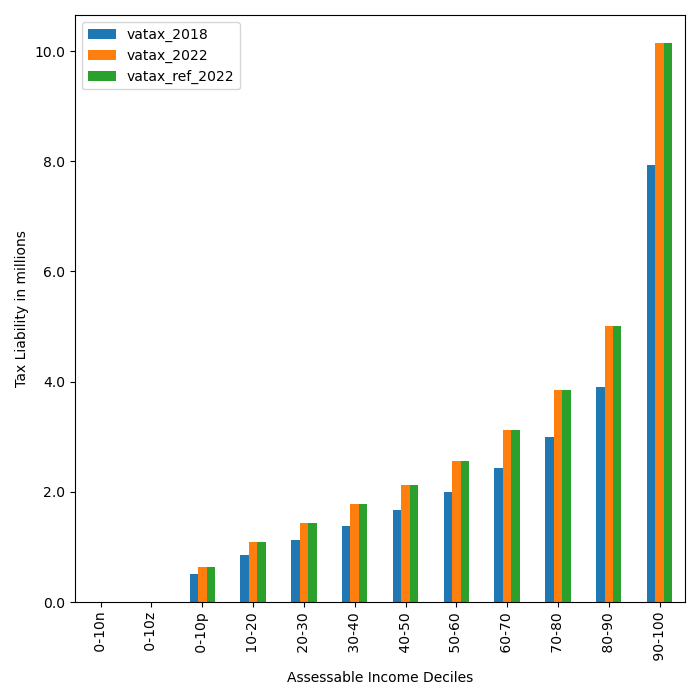 vatax_2018
vatax_2022
vatax_ref_2022
Tax Liability in millions
10.0
8.0
6.0
4.0
2.0
0.0
0-10n
0-10z
0-10p
10-20
20-30
30-40
40-50
50-60
60-70
70-80
80-90
90-100
Assessable Income Deciles